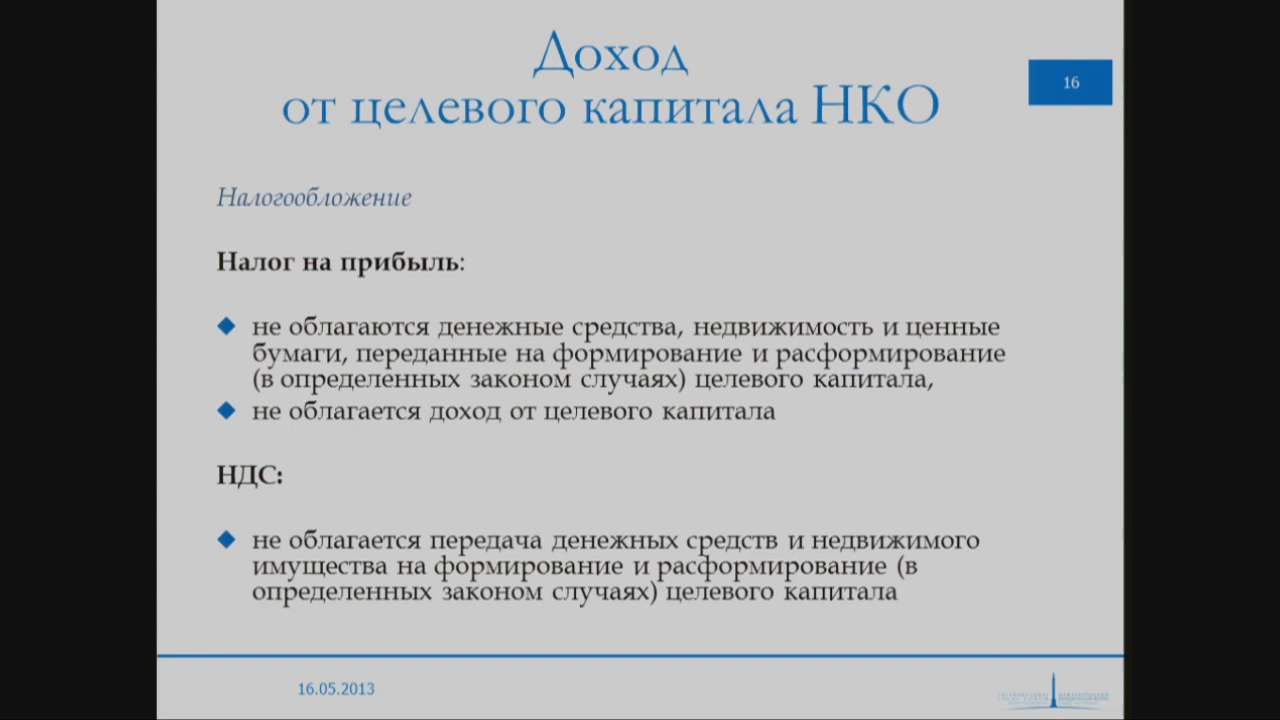 Доход
от целевого капитала НКО
16
Налогообложение
Налог на прибыль:
не облагаются денежные средства, недвижимость и ценные
бумаги, переданные на формирование и расформирование
(в определенных законом случаях) целевого капитала,
не облагается доход от целевого капитала
НДС:
не облагается передача денежных средств и недвижимого
имущества на формирование и расформирование (в
определенных законом случаях) целевого капитала
16.05.2013